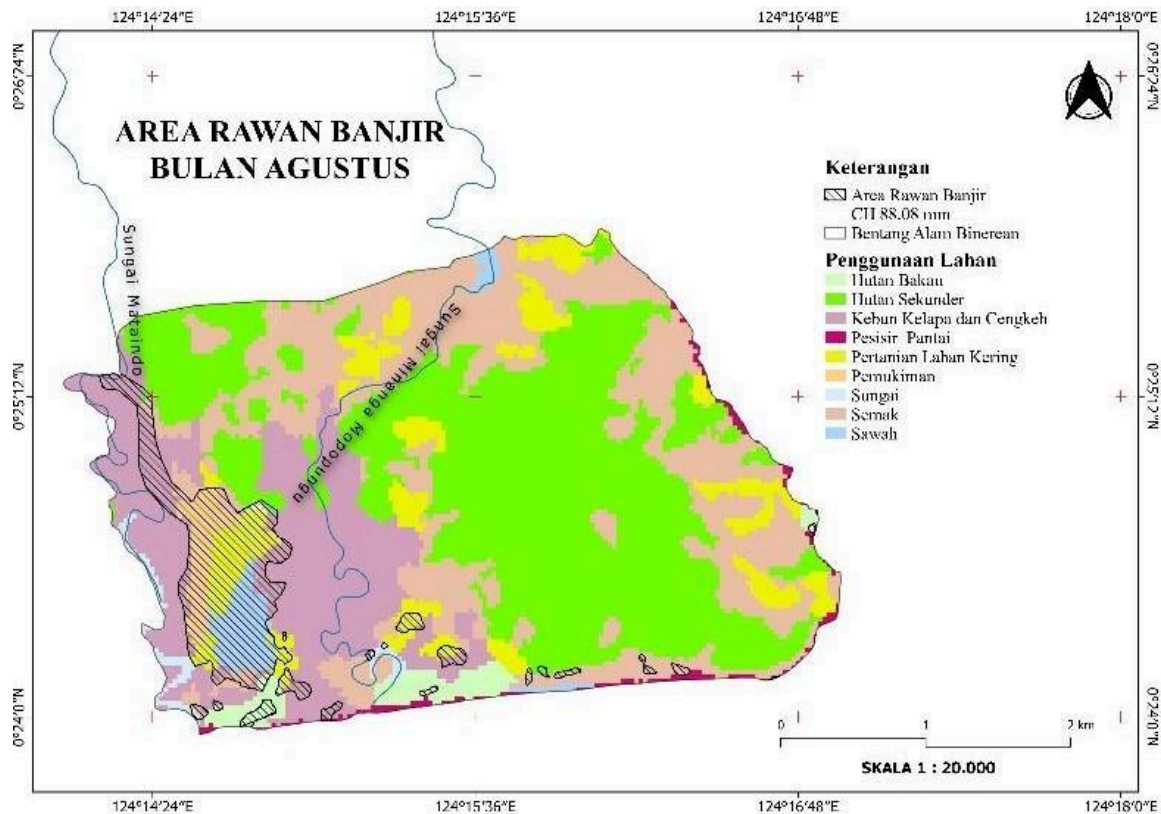 124°14′24″E 124°15′36″E 124°16′48″E 124°18′0″E
0°26′24″N
0°26′24″N
AREA RAWAN BANJIR
BULAN AGUSTUS
Keterangan
Area Rawan Banjir
CH 88.08 mm
Bentang Alam Binerean
Penggunaan Lahan
Hutan Bakau
Hutan Sekunder
Kebun Kelapa dan Cengkeh
Pesisir Pantai
Pertanian Lahan Kering
Pemukiman
Sungai
Semak
Sawah
Sungai Mataindo
Sungai Minanga Mopopungu
0°25′12″N
0°25′12″N
0°24′0″N
0°24′0″N
0 1 2 km
SKALA 1 : 20.000
124°14′24″E 124°15′36″E 124°16′48″E 124°18′0″E